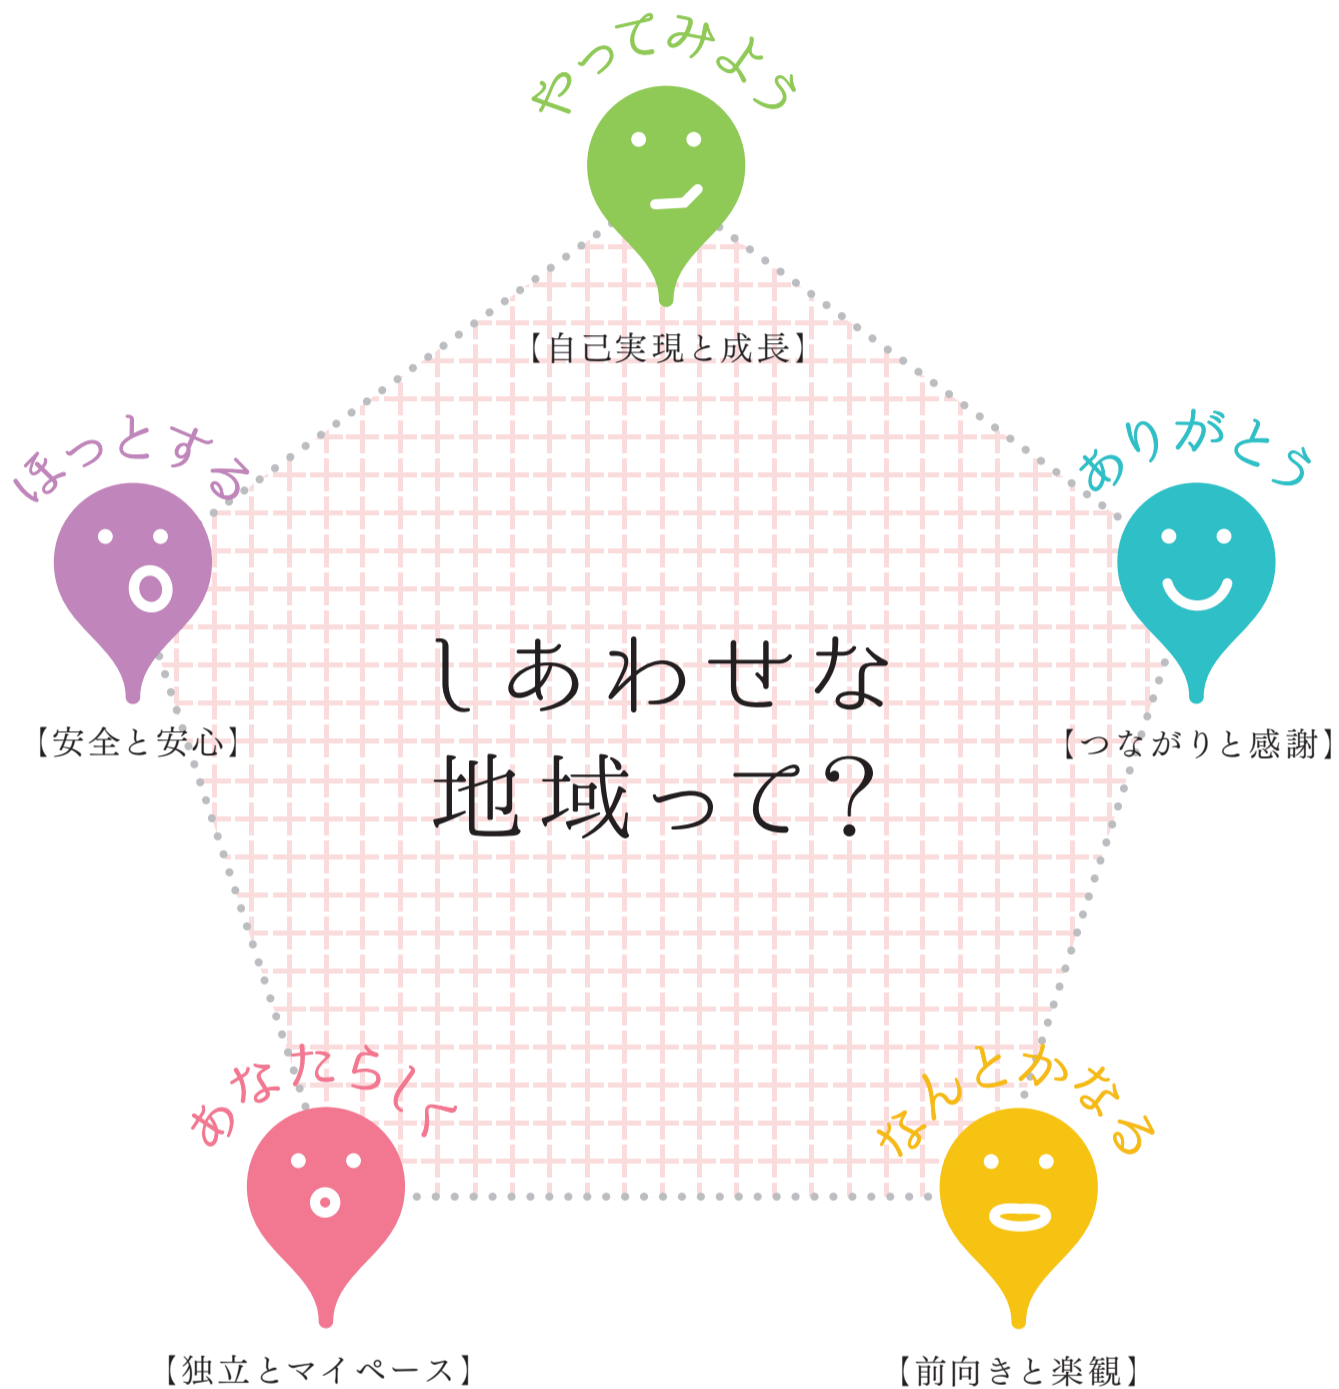 やってみよう
【自己実現と成長】
ほっとする
【安全と安心】
ありがとう
【つながりと感謝】
しあわせな
地域って?
あなたらしく
【独立とマイペース】
なんとかなる
【前向きと楽観】